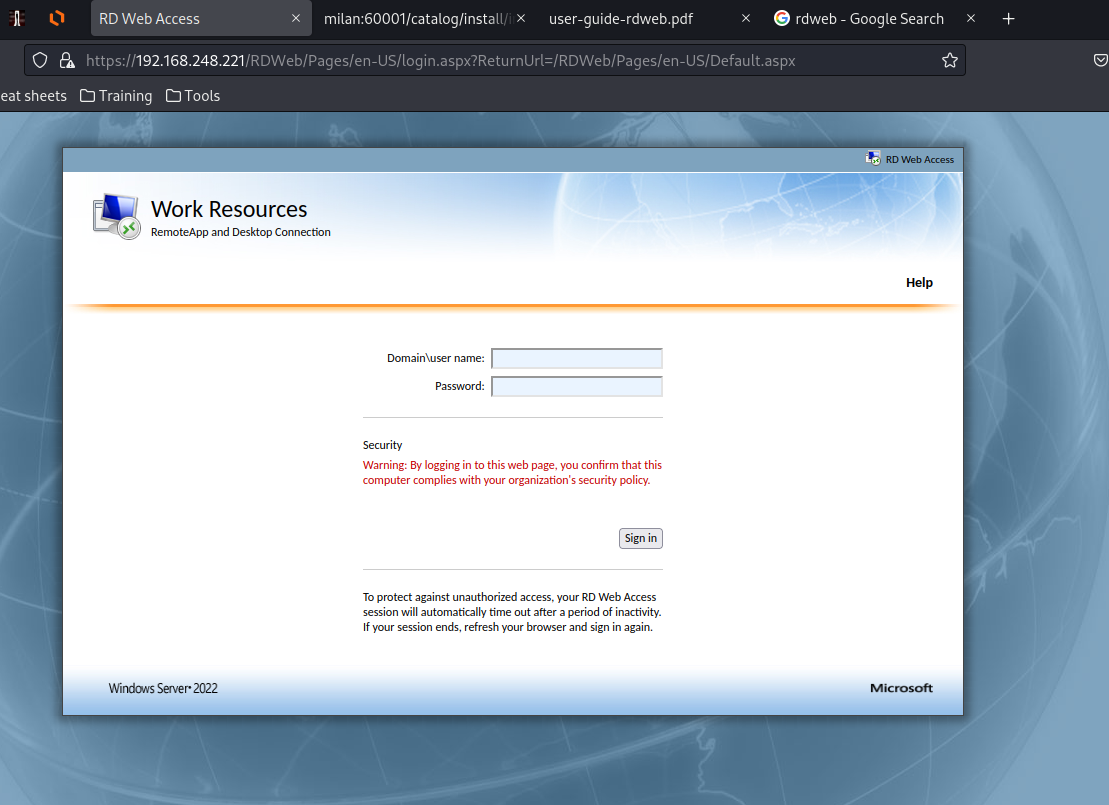 RD Web Access
milan:60001/catalog/install/i
user-guide-rdweb.pdf
rdweb - Google Search
https://192.168.248.221/RDWeb/Pages/en-US/login.aspx?ReturnUrl=/RDWeb/Pages/en-US/Default.aspx
eat sheets
Training
Tools
RD Web Access
Work Resources
RemoteApp and Desktop Connection
Help
Domain\user name:
Password:
Security
Warning: By logging in to this web page, you confirm that this
computer complies with your organization's security policy.
Sign in
To protect against unauthorized access, your RD Web Access
session will automatically time out after a period of inactivity.
If your session ends, refresh your browser and sign in again.
Windows Server 2022
Microsoft